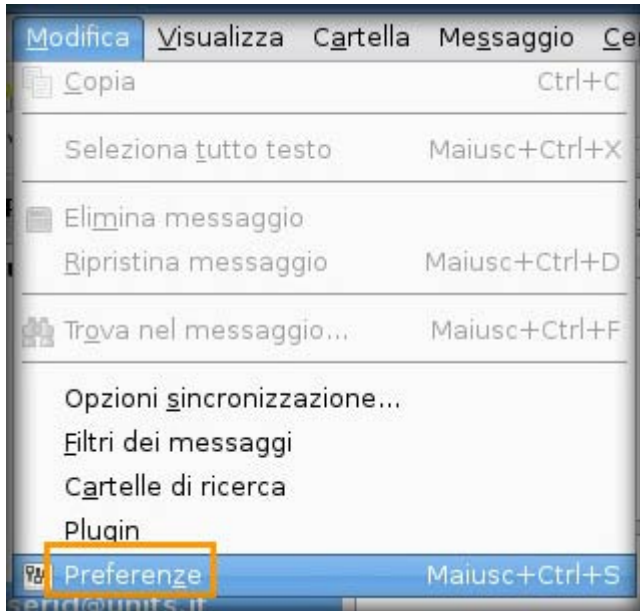 Modifica Visualizza Cartella Messaggio
Copia Ctrl+C
Seleziona tutto testo Maiusc+Ctrl+X
Elimina messaggio
Ripristina messaggio Maiusc+Ctrl+D
Trova nel messaggio... Maiusc+Ctrl+F
Opzioni sincronizzazione...
Filtri dei messaggi
Cartelle di ricerca
Plugin
Preferenze Maiusc+Ctrl+S